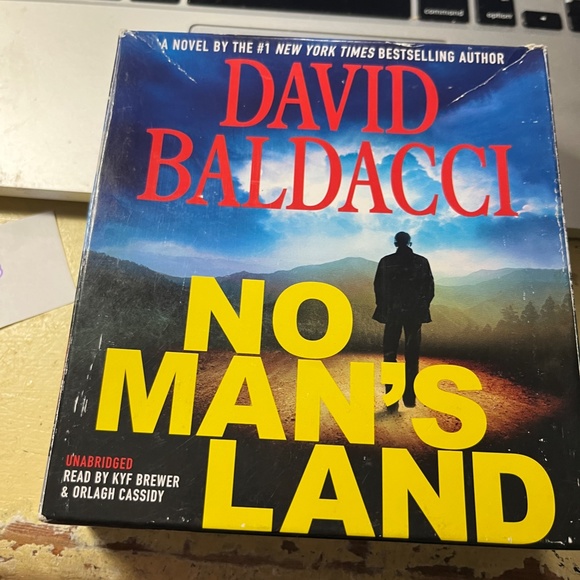 command
option
A NOVEL BY THE #1 NEW YORK TIMES BESTSELLING AUTHOR
DAVID
BALDACCI
NO
MAN'S
LAND
UNABRIDGED
READ BY KYF BREWER
& ORLAGH CASSIDY